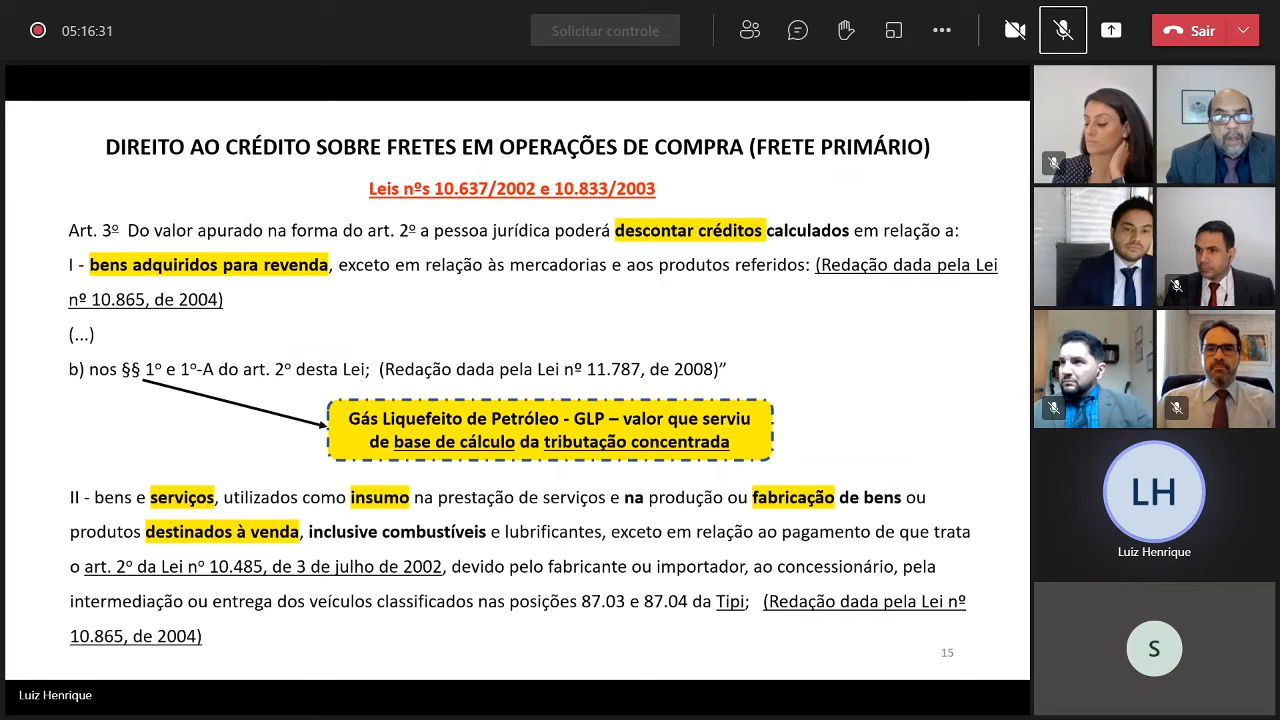 05:16:31
Solicitar controle
Sair
DIREITO AO CRÉDITO SOBRE FRETES EM OPERAÇÕES DE COMPRA (FRETE PRIMÁRIO)
Leis nºs 10.637/2002 e 10.833/2003
Art. 3º Do valor apurado na forma do art. 2º a pessoa jurídica poderá descontar créditos calculados em relação a:
I - bens adquiridos para revenda, exceto em relação às mercadorias e aos produtos referidos: (Redação dada pela Lei
nº 10.865, de 2004)
(...)
b) nos §§ 1º e 1º-A do art. 2º desta Lei; (Redação dada pela Lei nº 11.787, de 2008)”
Gás Liquefeito de Petróleo - GLP – valor que serviu
de base de cálculo da tributação concentrada
II - bens e serviços, utilizados como insumo na prestação de serviços e na produção ou fabricação de bens ou
produtos destinados à venda, inclusive combustíveis e lubrificantes, exceto em relação ao pagamento de que trata
o art. 2º da Lei nº 10.485, de 3 de julho de 2002, devido pelo fabricante ou importador, ao concessionário, pela
intermediação ou entrega dos veículos classificados nas posições 87.03 e 87.04 da Tipi; (Redação dada pela Lei nº
10.865, de 2004)
15
Luiz Henrique
LH
Luiz Henrique
S